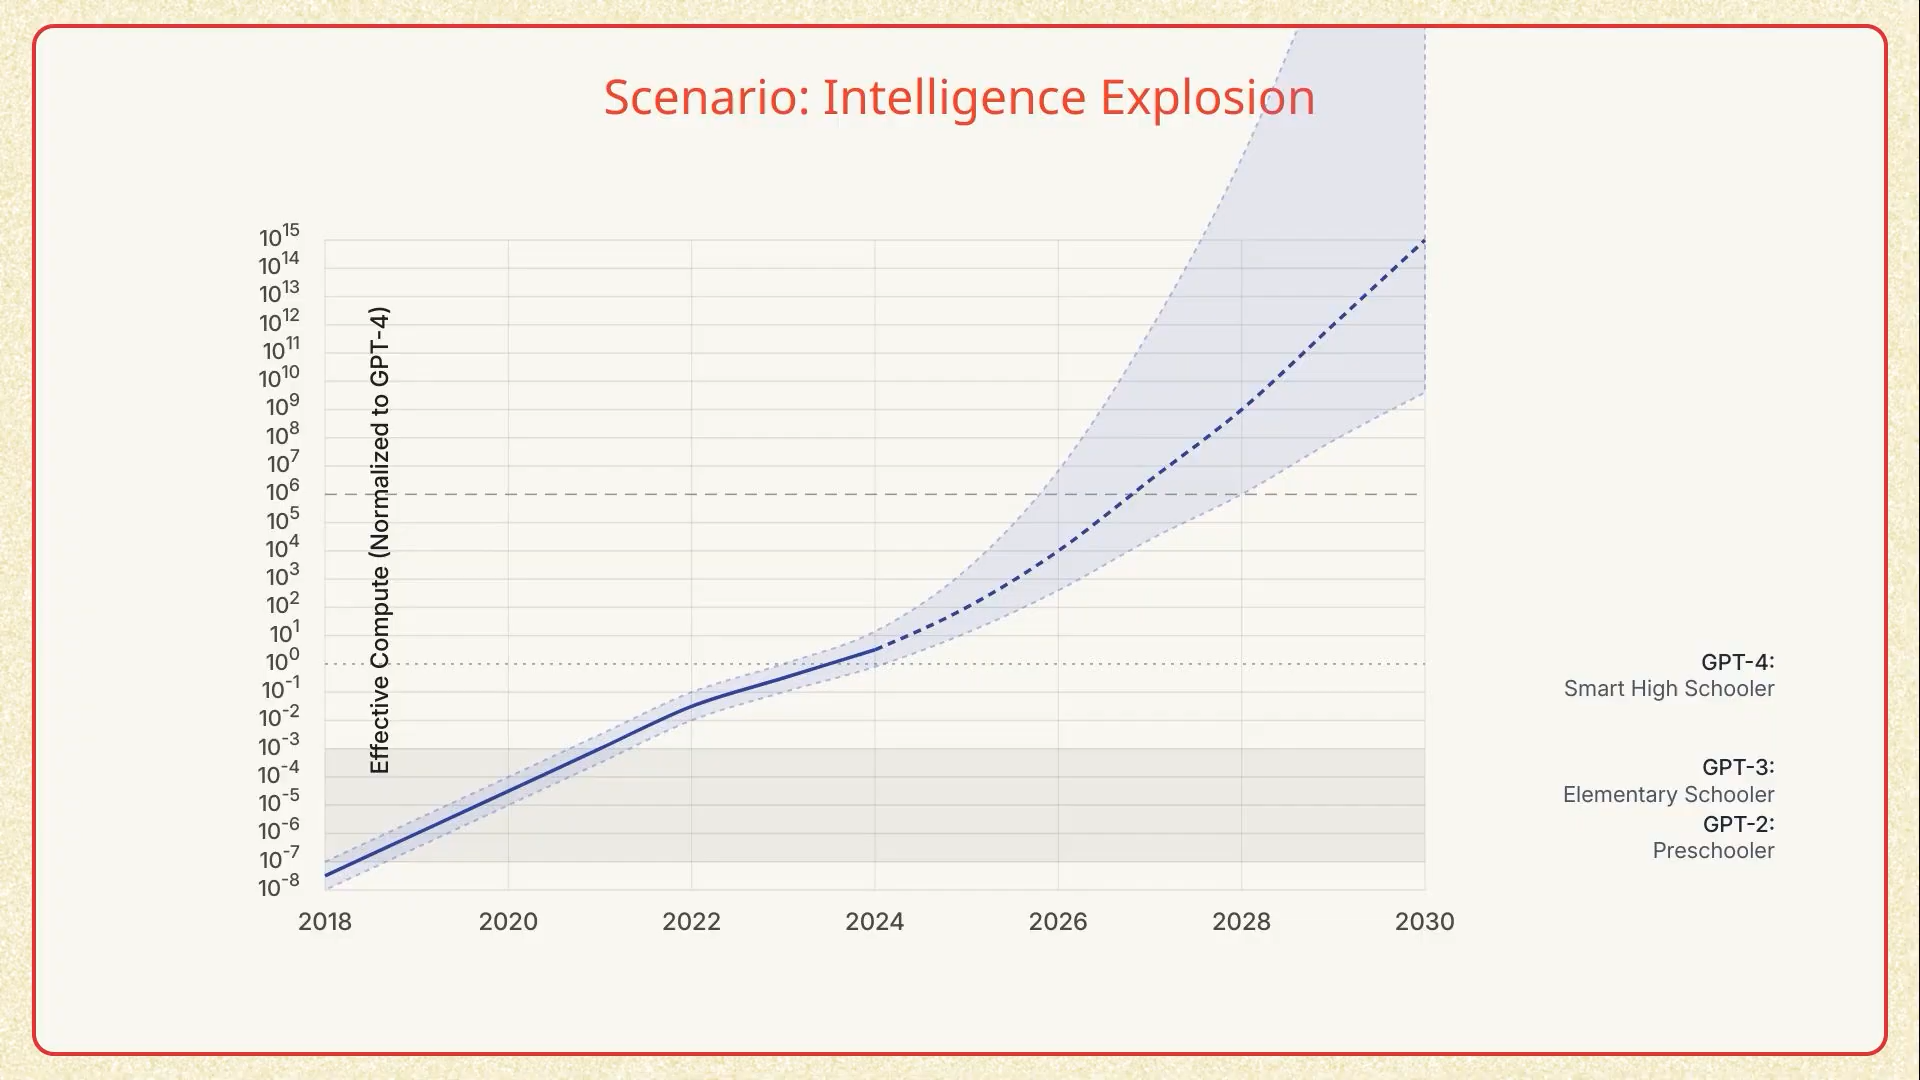 Scenario: Intelligence Explosion
Effective Compute (Normalized to GPT-4)
10^15
10^14
10^13
10^12
10^11
10^10
10^9
10^8
10^7
10^6
10^5
10^4
10^3
10^2
10^1
10^0
10^-1
10^-2
10^-3
10^-4
10^-5
10^-6
10^-7
10^-8
2018 2020 2022 2024 2026 2028 2030
GPT-4:
Smart High Schooler
GPT-3:
Elementary Schooler
GPT-2:
Preschooler